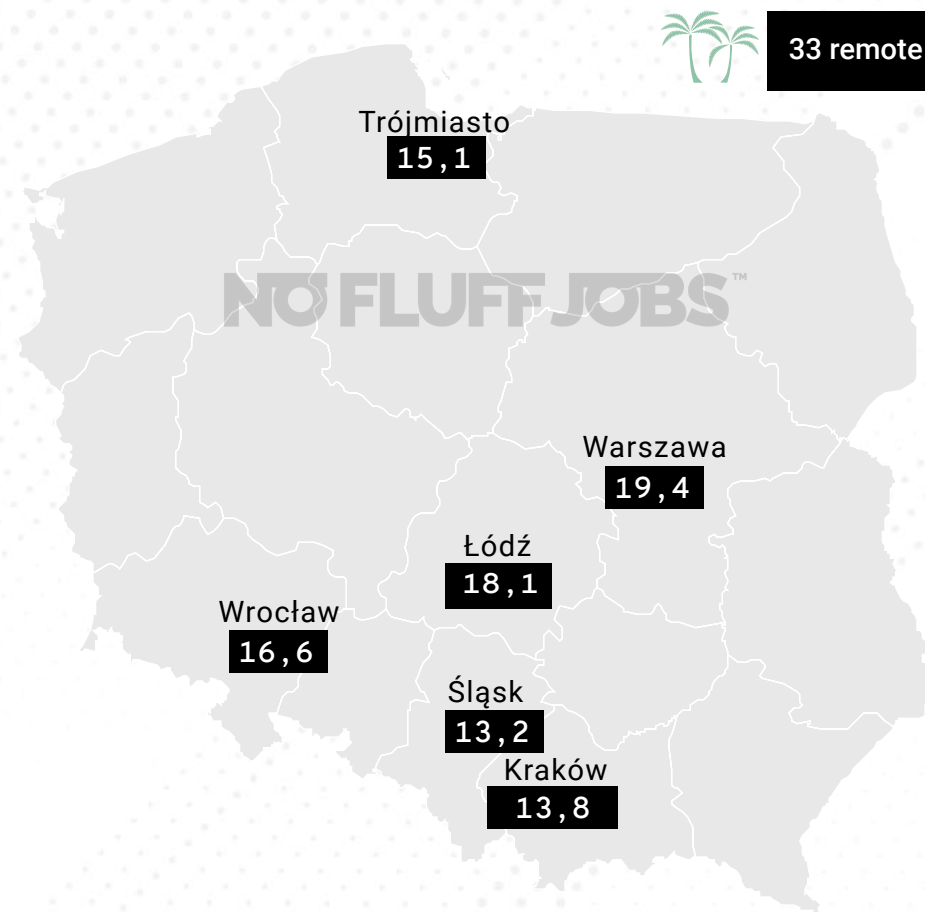 33 remote
Trójmiasto
15,1
NO FLUFF JOBS™
Warszawa
19,4
Łódź
18,1
Wrocław
16,6
Śląsk
13,2
Kraków
13,8